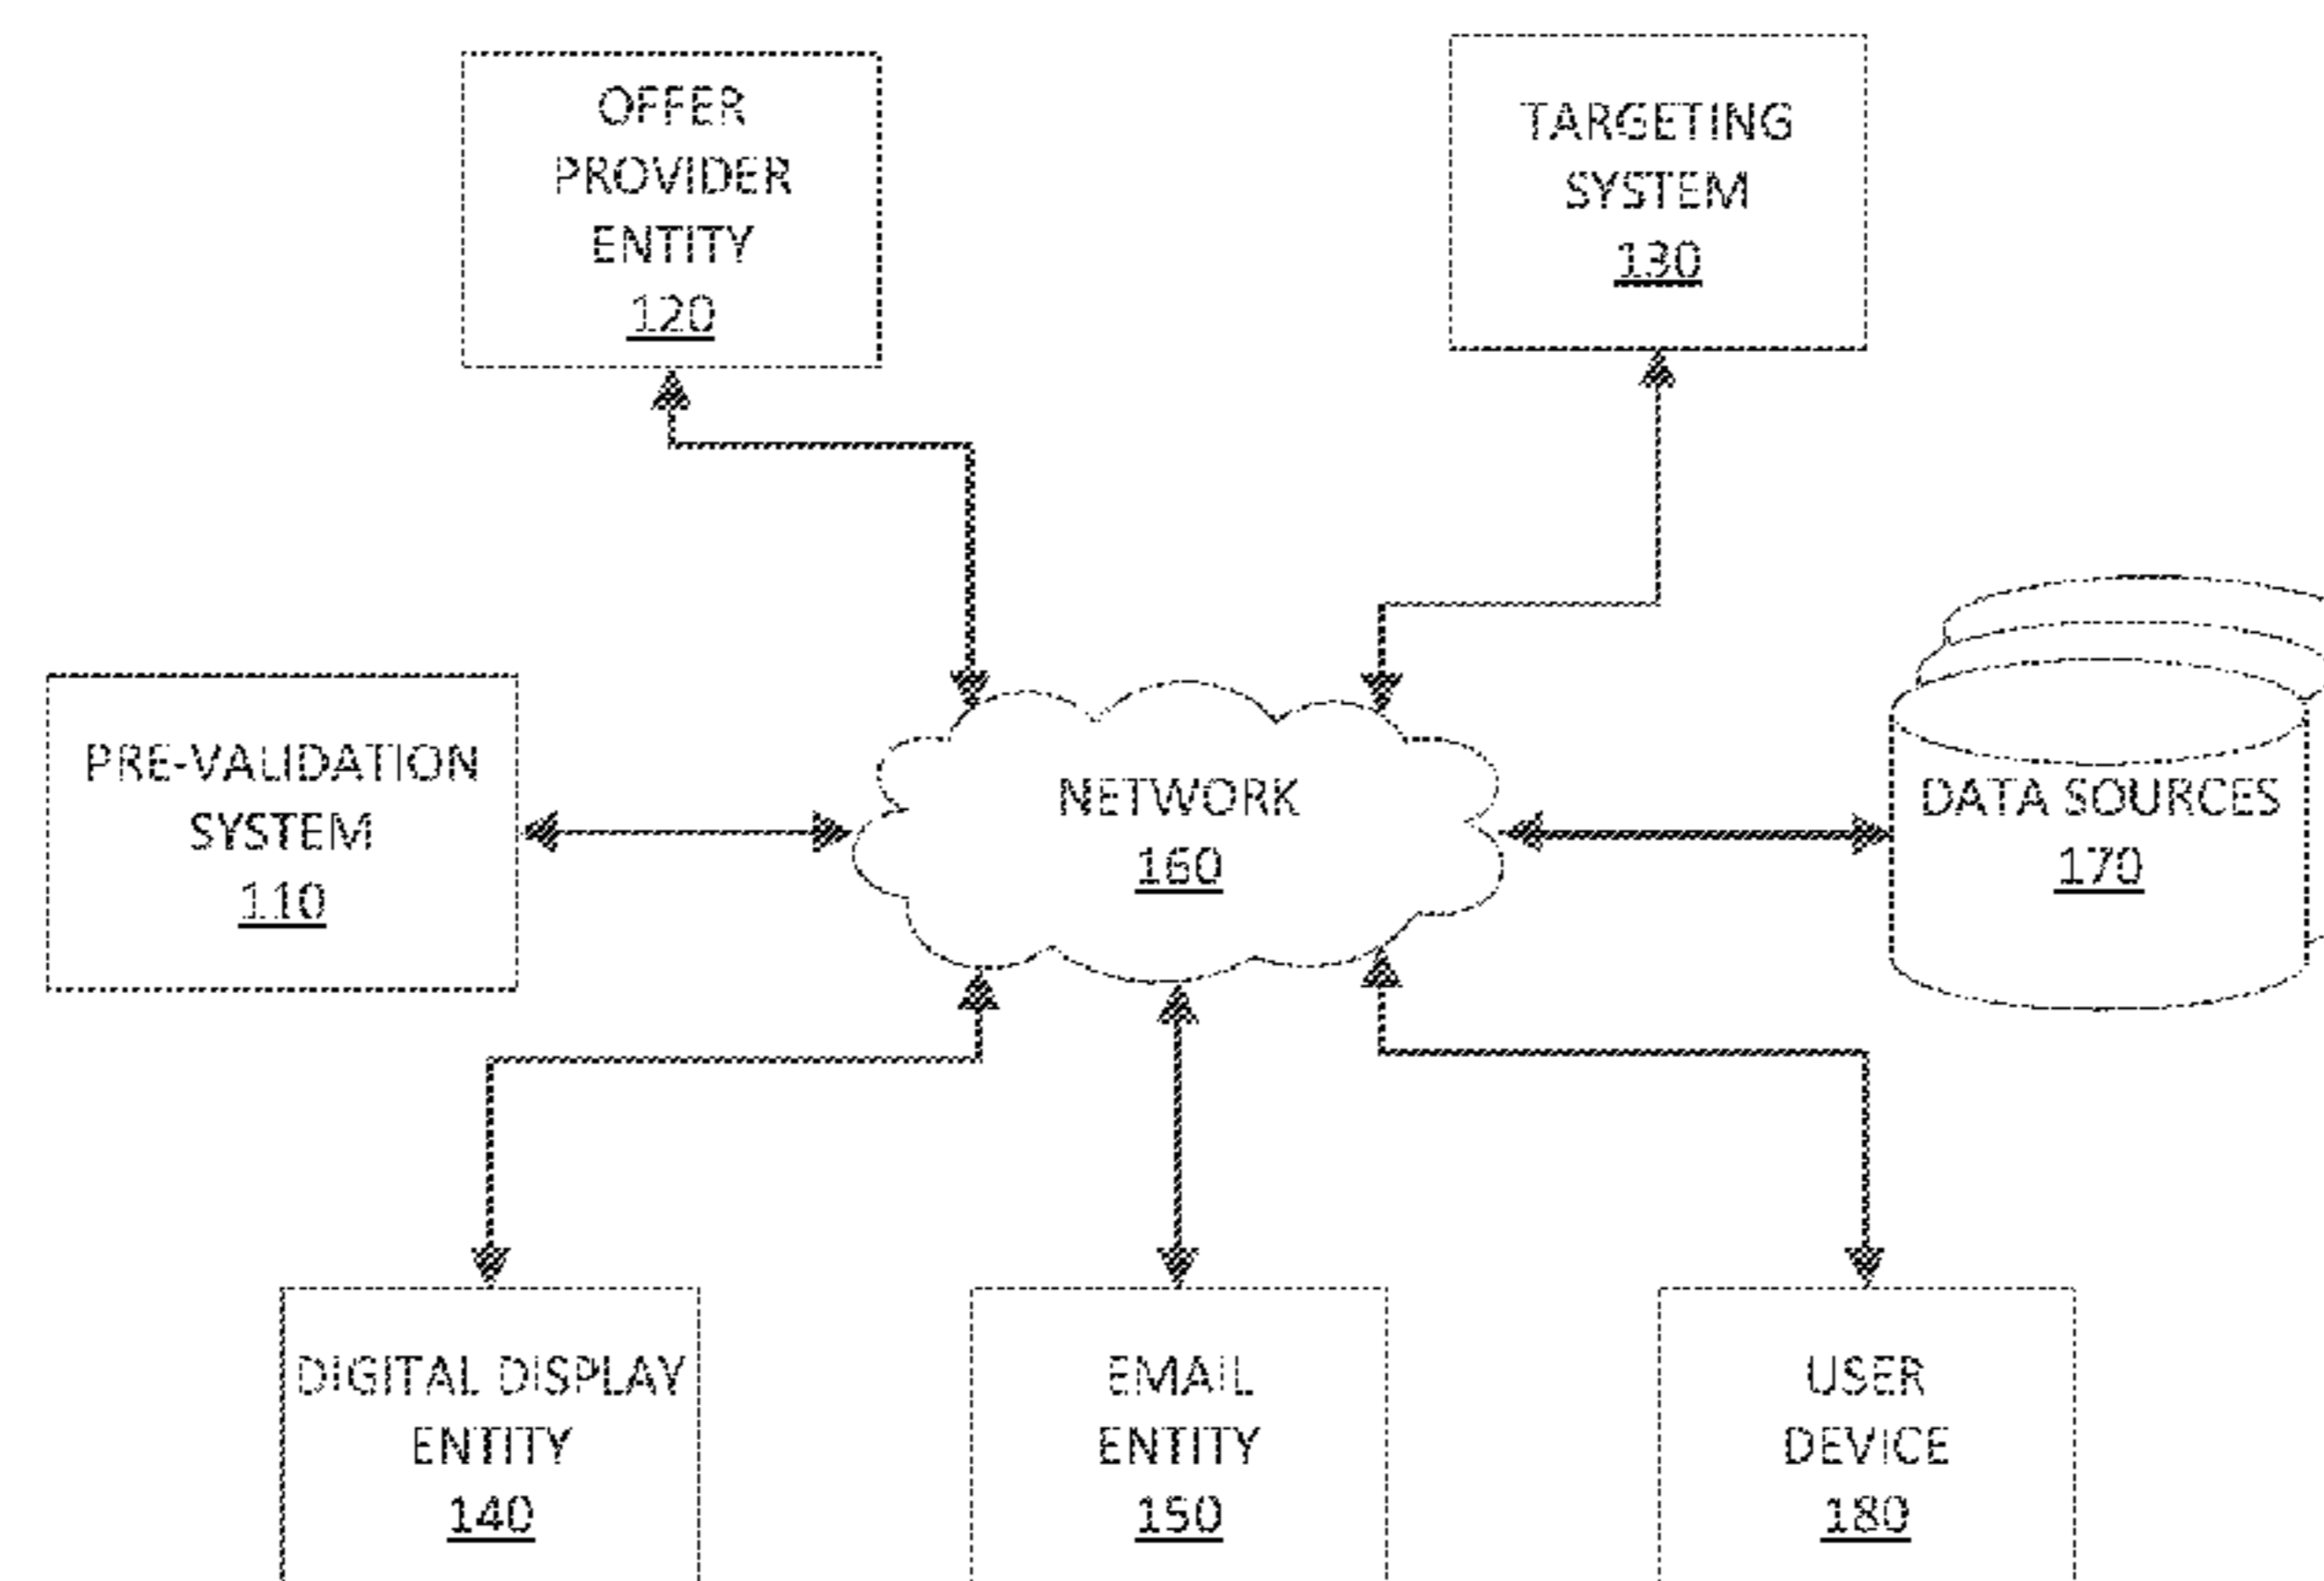 OFFER
PROVIDER
ENTITY
120
TARGETING
SYSTEM
130
PRE-VALIDATION
SYSTEM
110
NETWORK
160
DATA SOURCES
170
DIGITAL DISPLAY
ENTITY
140
EMAIL
ENTITY
150
USER
DEVICE
180